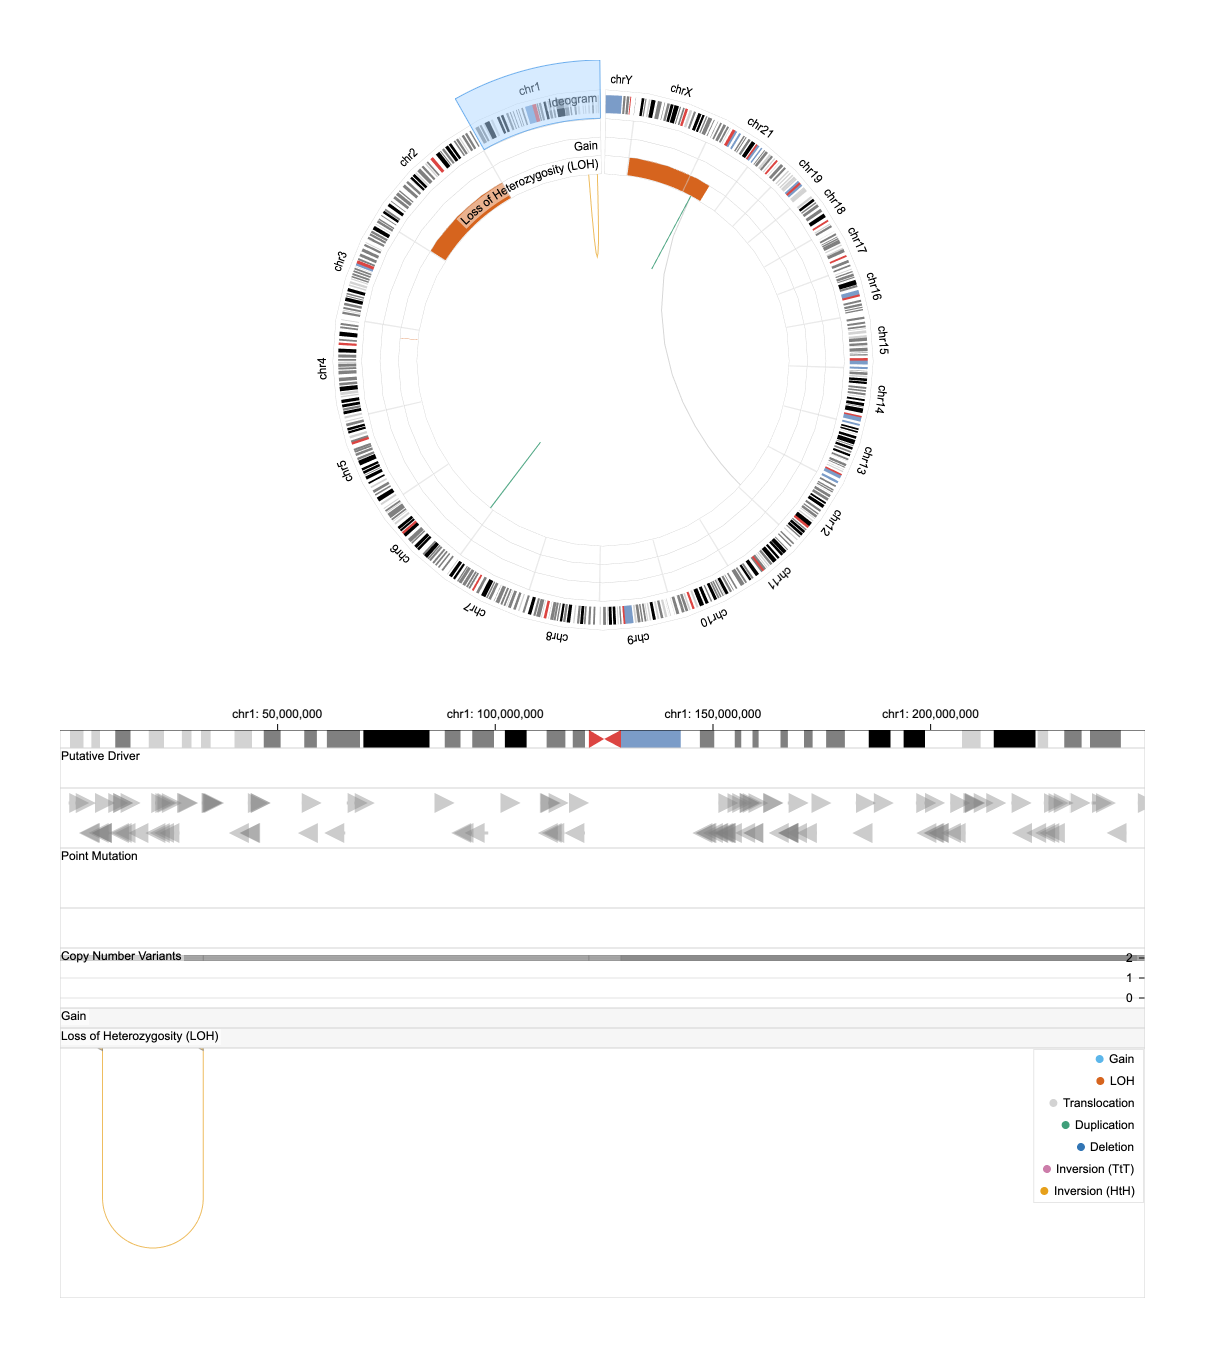 chrY
chrX
chr1
Ideogram
chr21
Gain
chr2
Loss of Heterozygosity (LOH)
chr19
chr18
chr17
chr3
chr16
chr15
chr4
chr14
chr13
chr5
chr12
chr6
chr11
chr7
chr10
chr8
chr9
chr1: 50,000,000
chr1: 100,000,000
chr1: 150,000,000
chr1: 200,000,000
Putative Driver
Point Mutation
Copy Number Variants
2
1
0
Gain
Loss of Heterozygosity (LOH)
Gain
LOH
Translocation
Duplication
Deletion
Inversion (TtT)
Inversion (HtH)